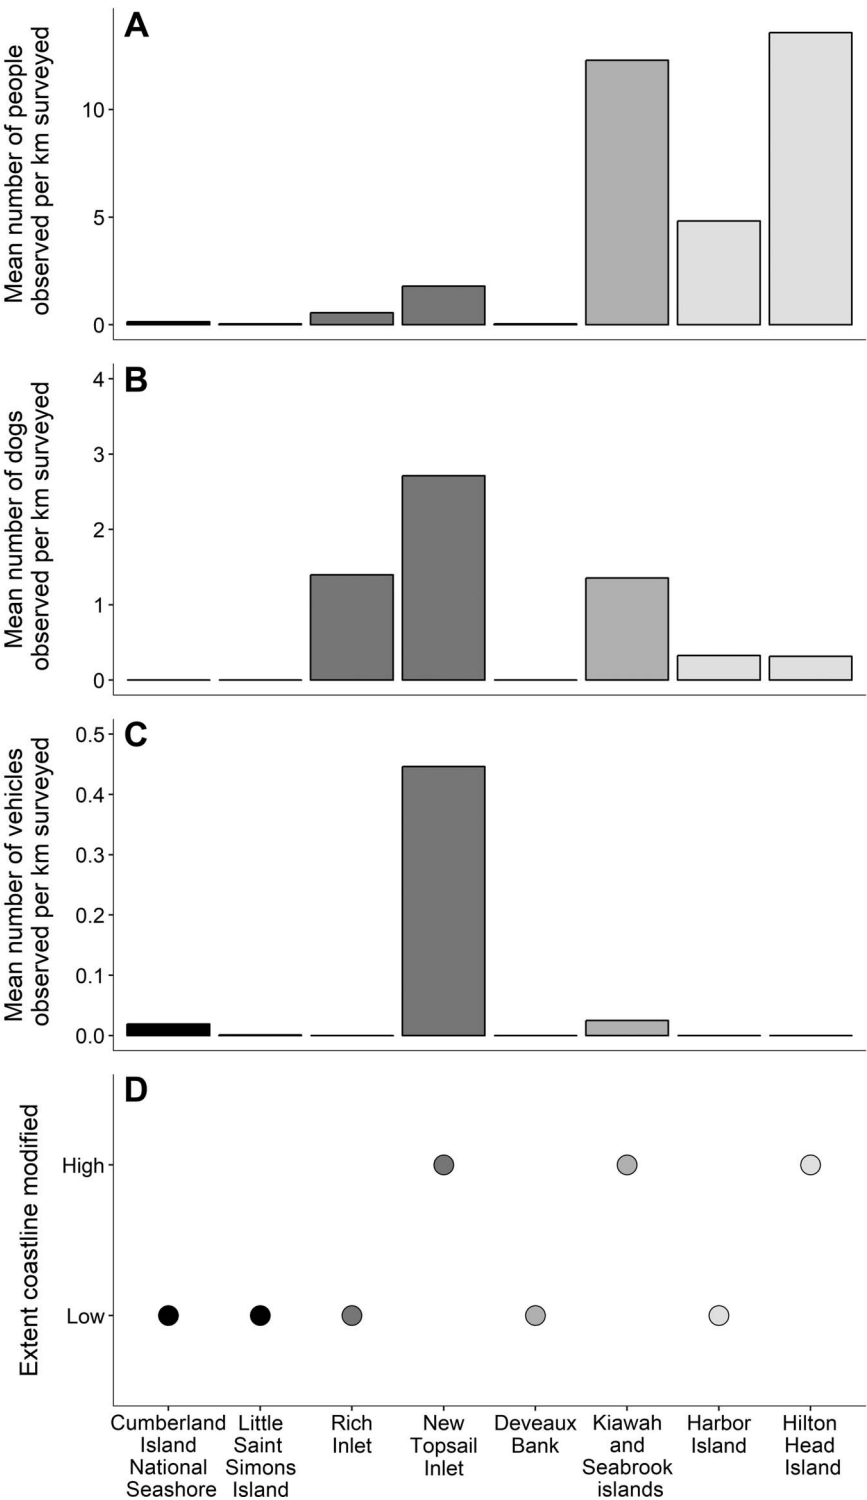 A
Mean number of people
observed per km surveyed
10
5
0
B
Mean number of dogs
observed per km surveyed
4
3
2
1
0
C
Mean number of vehicles
observed per km surveyed
0.5
0.4
0.3
0.2
0.1
0.0
D
Extent coastline modified
High
Low
Cumberland
Island
National
Seashore
Little
Saint
Simons
Island
Rich
Inlet
New
Topsail
Inlet
Deveaux
Bank
Kiawah
and
Seabrook
islands
Harbor
Island
Hilton
Head
Island